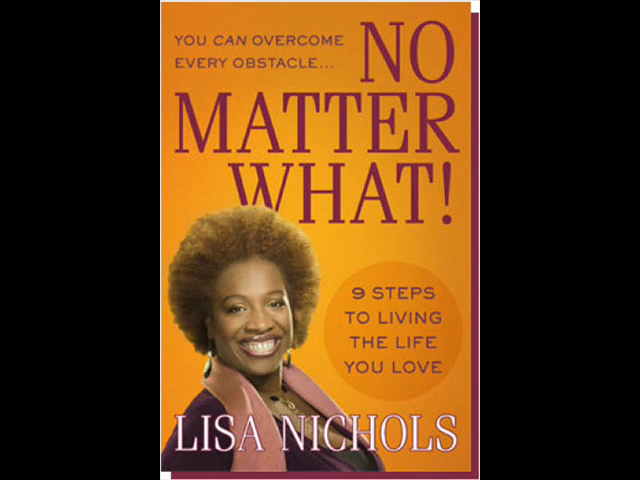 YOU CAN OVERCOME
EVERY OBSTACLE...
NO
MATTER
WHAT!
9 STEPS
TO LIVING
THE LIFE
YOU LOVE
LISA NICHOLS